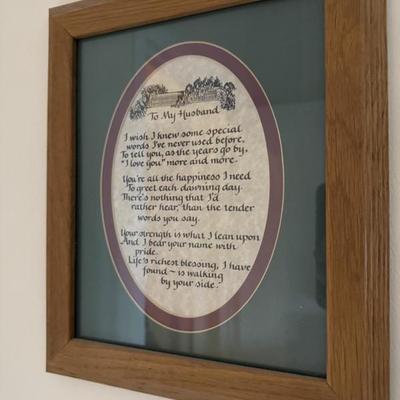 To My Husband
I wish I knew some special
words I've never used before,
To tell you, as the years go by,
"I love you" more and more.
You're all the happiness I need
To greet each dawning day.
There's nothing that I'd
rather hear, than the tender
words you say.
Your strength is what I lean upon
And I bear your name with
pride.
Life's richest blessing, I have
found ~ is walking
by your side.